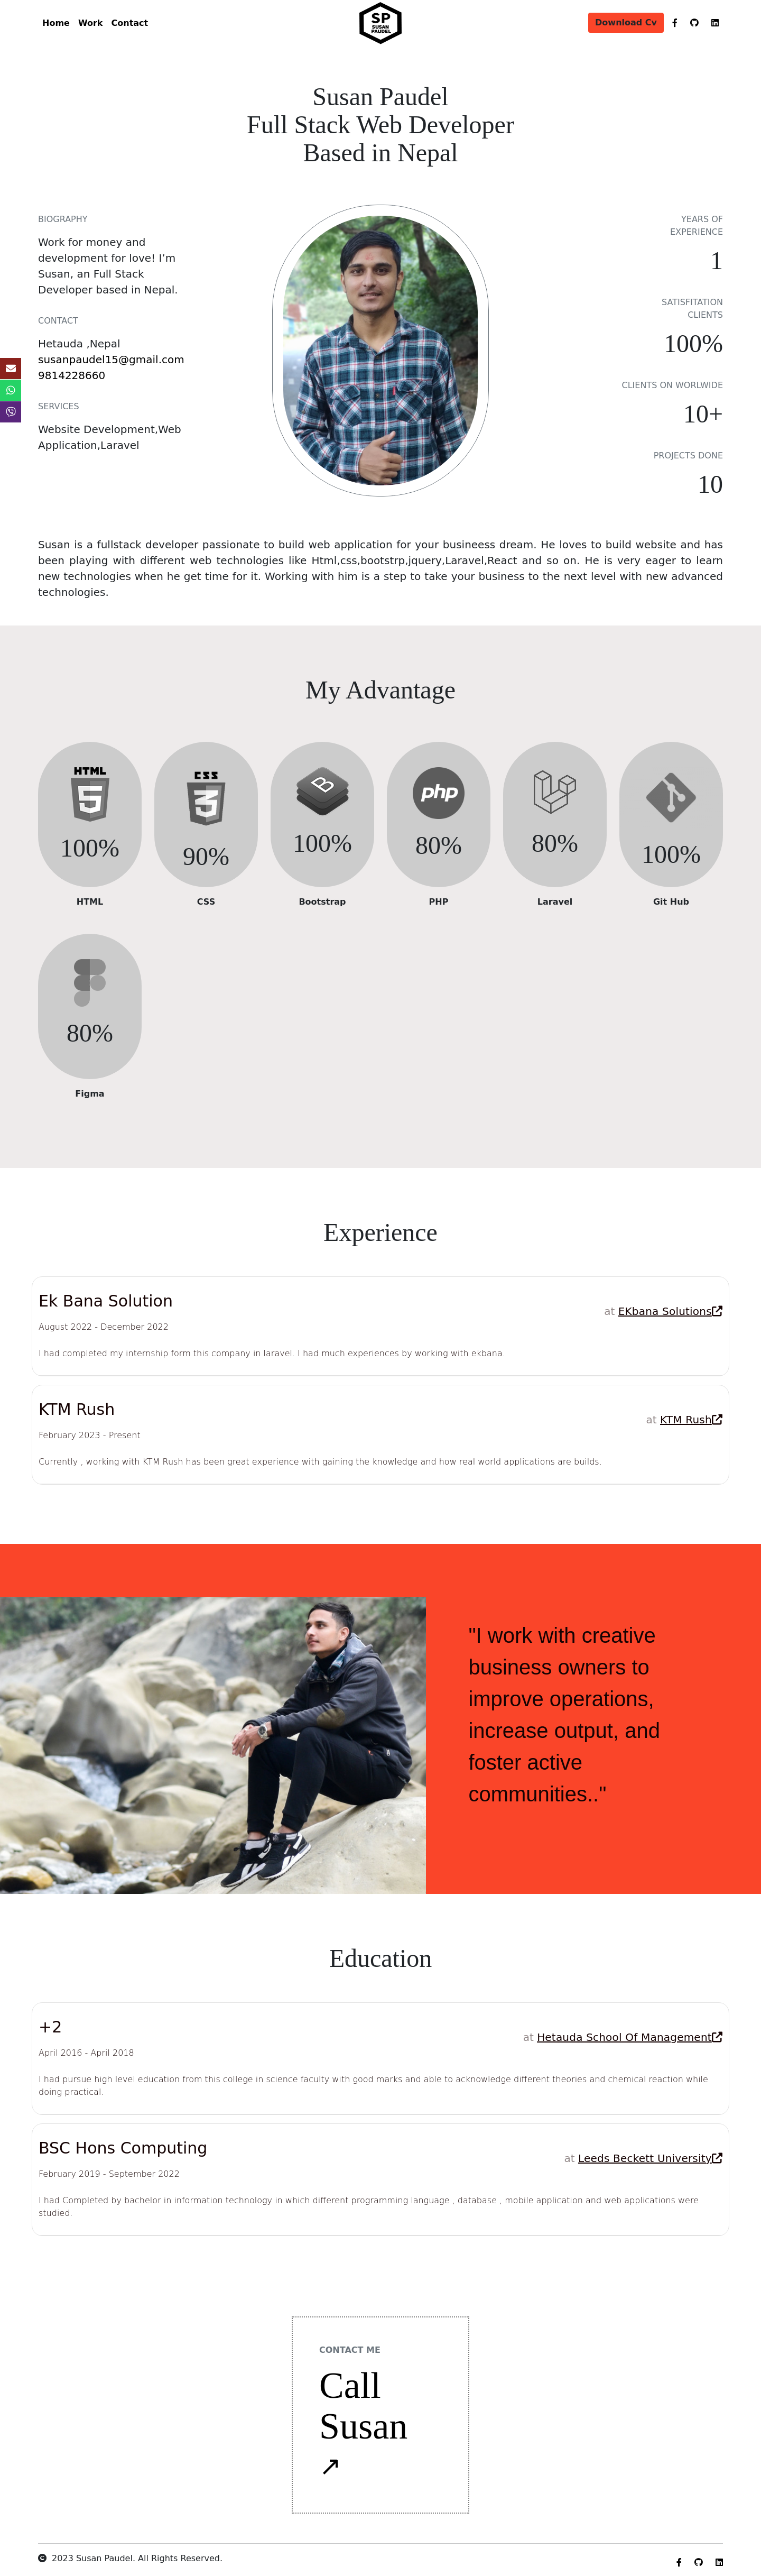 Home Work Contact
SP
SUSAN
PAUDEL
Download Cv
Susan Paudel
Full Stack Web Developer
Based in Nepal
BIOGRAPHY
Work for money and
development for love! I’m
Susan, an Full Stack
Developer based in Nepal.
CONTACT
Hetauda ,Nepal
susanpaudel15@gmail.com
9814228660
SERVICES
Website Development,Web
Application,Laravel
YEARS OF
EXPERIENCE
1
SATISFITATION
CLIENTS
100%
CLIENTS ON WORLWIDE
10+
PROJECTS DONE
10
Susan is a fullstack developer passionate to build web application for your busineess dream. He loves to build website and has
been playing with different web technologies like Html,css,bootstrp,jquery,Laravel,React and so on. He is very eager to learn
new technologies when he get time for it. Working with him is a step to take your business to the next level with new advanced
technologies.
My Advantage
HTML
5
100%
HTML
CSS
3
90%
CSS
B
100%
Bootstrap
php
80%
PHP
80%
Laravel
100%
Git Hub
80%
Figma
Experience
Ek Bana Solution
at EKbana Solutions
August 2022 - December 2022
I had completed my internship form this company in laravel. I had much experiences by working with ekbana.
KTM Rush
at KTM Rush
February 2023 - Present
Currently , working with KTM Rush has been great experience with gaining the knowledge and how real world applications are builds.
"I work with creative
business owners to
improve operations,
increase output, and
foster active
communities.."
Education
+2
at Hetauda School Of Management
April 2016 - April 2018
I had pursue high level education from this college in science faculty with good marks and able to acknowledge different theories and chemical reaction while
doing practical.
BSC Hons Computing
at Leeds Beckett University
February 2019 - September 2022
I had Completed by bachelor in information technology in which different programming language , database , mobile application and web applications were
studied.
CONTACT ME
Call
Susan
↗
2023 Susan Paudel. All Rights Reserved.